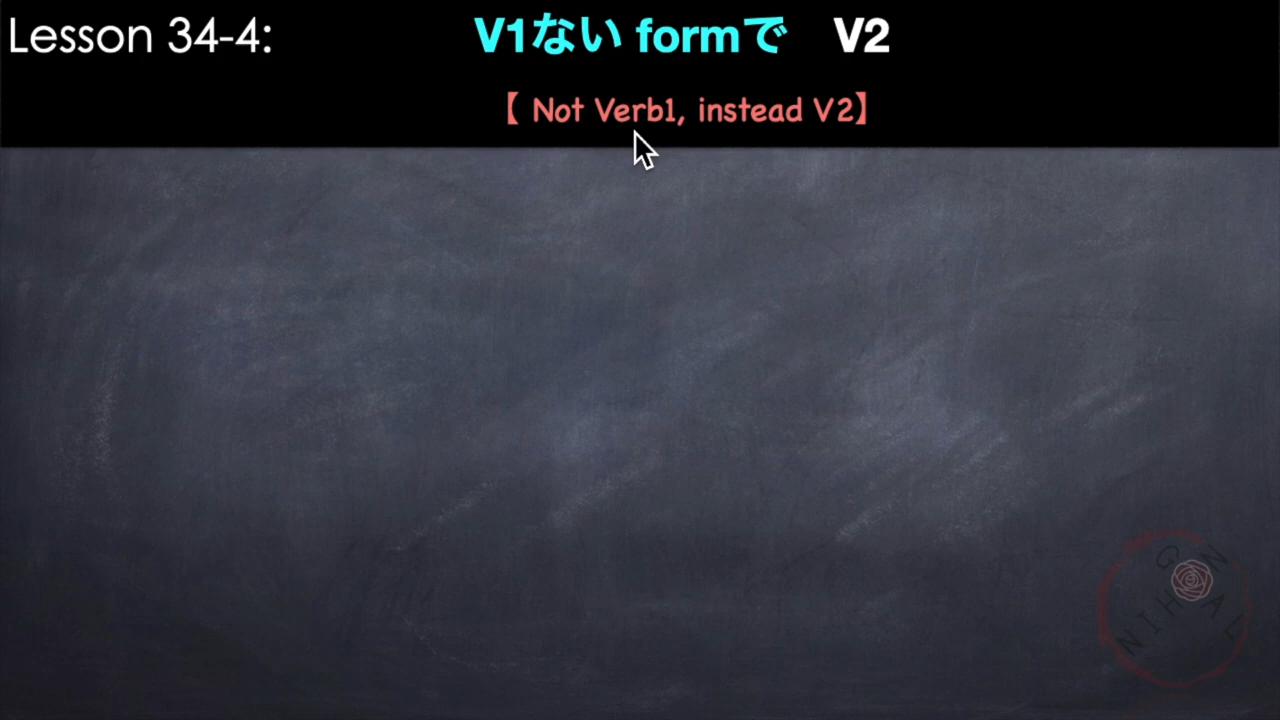 Lesson 34-4: V1ない formで V2
【 Not Verb1, instead V2】